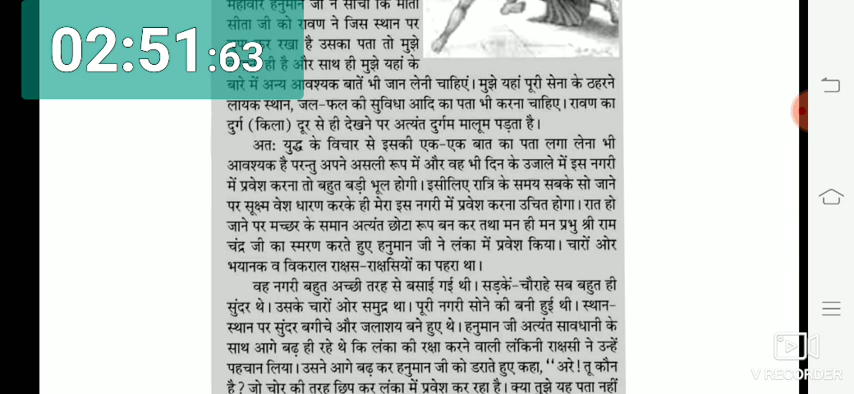 02:51:63
महावीर हनुमान जी ने सोचा कि माता
सीता जी को रावण ने जिस स्थान पर
कर रखा है उसका पता तो मुझे
ही है और साथ ही मुझे यहां के
बारे में अन्य आवश्यक बातें भी जान लेनी चाहिएं। मुझे यहां पूरी सेना के ठहरने
लायक स्थान, जल-फल की सुविधा आदि का पता भी करना चाहिए। रावण का
दुर्ग (किला) दूर से ही देखने पर अत्यंत दुर्गम मालूम पड़ता है।
अतः युद्ध के विचार से इसकी एक-एक बात का पता लगा लेना भी
आवश्यक है परन्तु अपने असली रूप में और वह भी दिन के उजाले में इस नगरी
में प्रवेश करना तो बहुत बड़ी भूल होगी। इसीलिए रात्रि के समय सबके सो जाने
पर सूक्ष्म वेश धारण करके ही मेरा इस नगरी में प्रवेश करना उचित होगा। रात हो
जाने पर मच्छर के समान अत्यंत छोटा रूप बन कर तथा मन ही मन प्रभु श्री राम
चंद्र जी का स्मरण करते हुए हनुमान जी ने लंका में प्रवेश किया। चारों ओर
भयानक व विकराल राक्षस-राक्षसियों का पहरा था।
वह नगरी बहुत अच्छी तरह से बसाई गई थी। सड़कें-चौराहे सब बहुत ही
सुंदर थे। उसके चारों ओर समुद्र था। पूरी नगरी सोने की बनी हुई थी। स्थान-
स्थान पर सुंदर बगीचे और जलाशय बने हुए थे। हनुमान जी अत्यंत सावधानी के
साथ आगे बढ़ ही रहे थे कि लंका की रक्षा करने वाली लंकिनी राक्षसी ने उन्हें
पहचान लिया। उसने आगे बढ़ कर हनुमान जी को डराते हुए कहा, ‘‘अरे! तू कौन
है? जो चोर की तरह छिप कर लंका में प्रवेश कर रहा है। क्या तुझे यह पता नहीं
V RECORDER